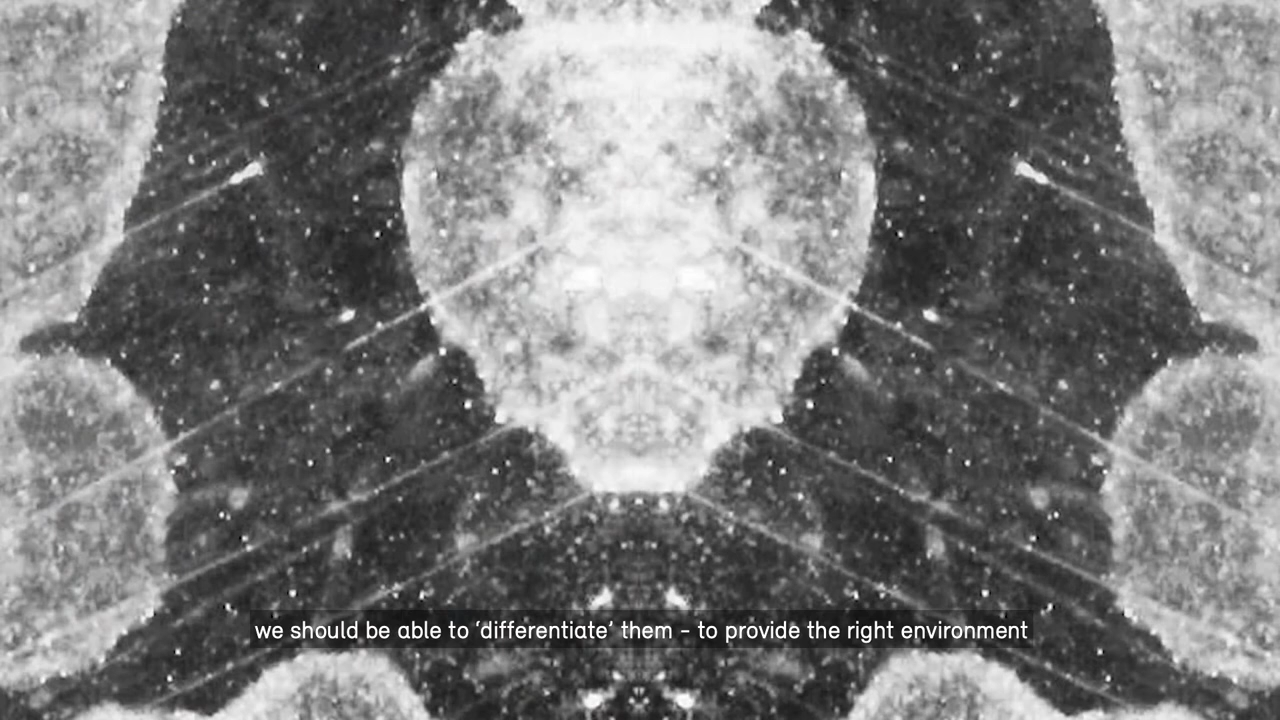 we should be able to ‘differentiate’ them - to provide the right environment